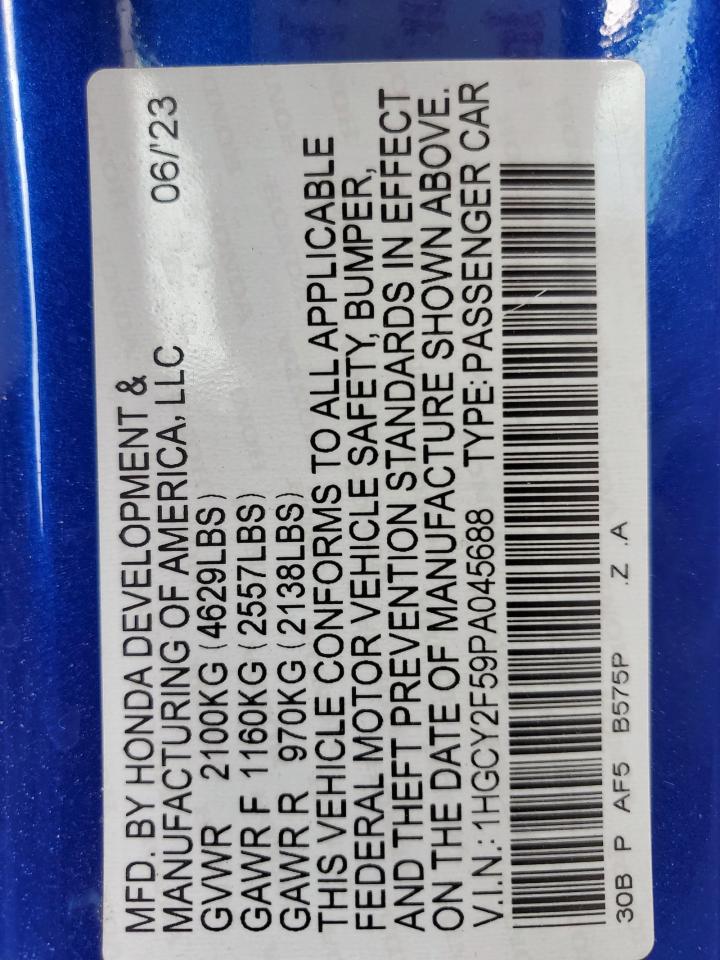 MFD. BY HONDA DEVELOPMENT &
MANUFACTURING OF AMERICA, LLC 06/'23
GVWR 2100KG (4629LBS)
GAWR F 1160KG (2557LBS)
GAWR R 970KG (2138LBS)
THIS VEHICLE CONFORMS TO ALL APPLICABLE
FEDERAL MOTOR VEHICLE SAFETY, BUMPER,
AND THEFT PREVENTION STANDARDS IN EFFECT
ON THE DATE OF MANUFACTURE SHOWN ABOVE.
V.I.N.: 1HGCY2F59PA045688 TYPE: PASSENGER CAR
30B P AF5 B575P .Z .A